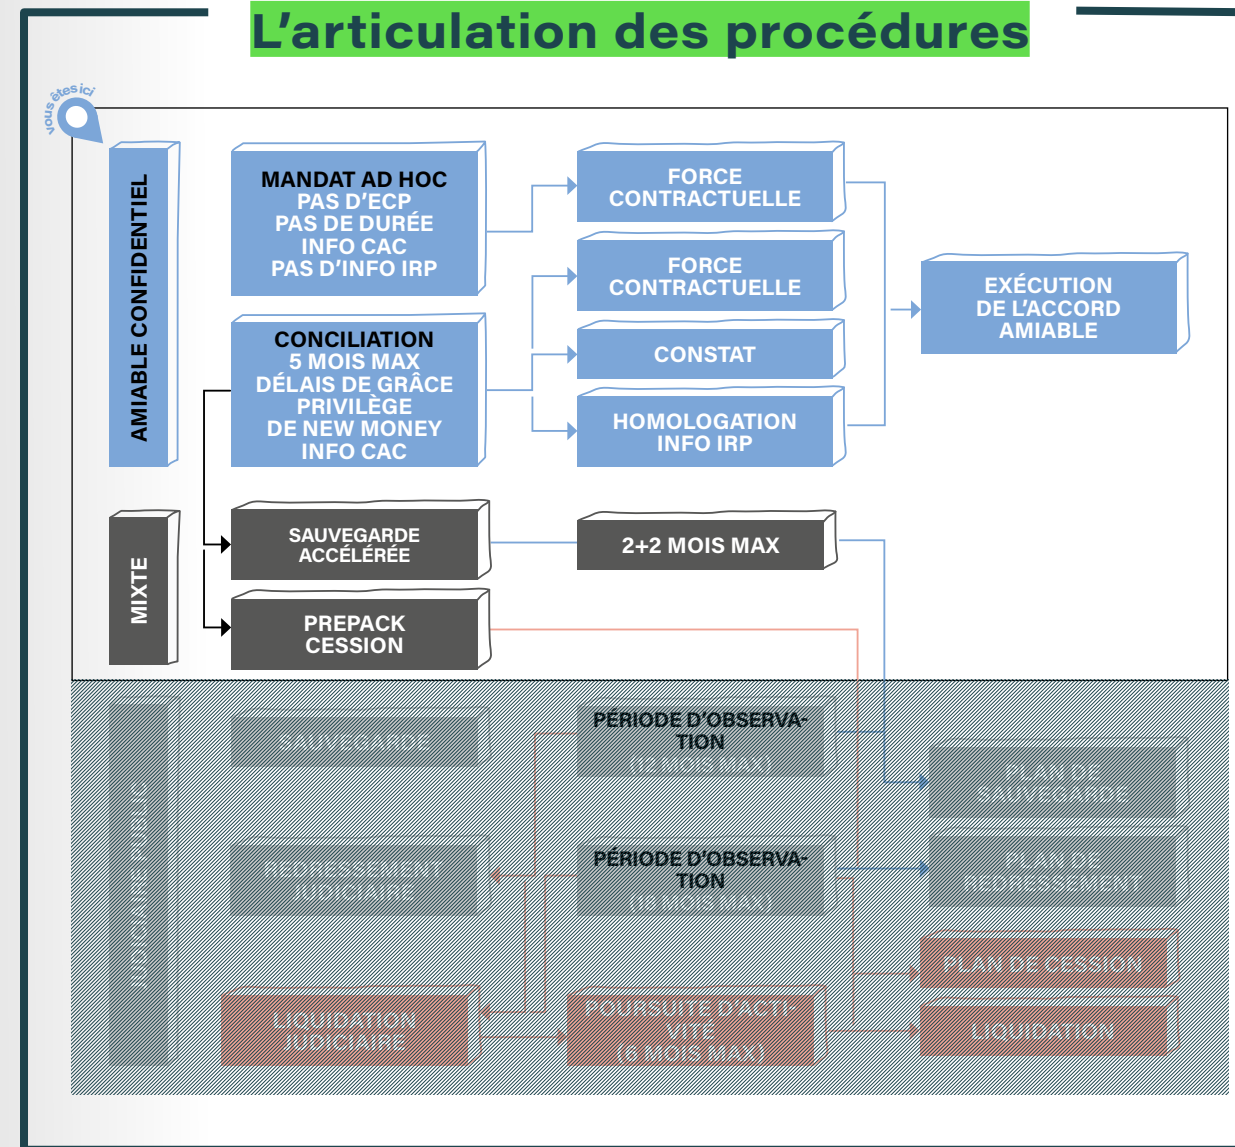 L'articulation des procédures
vous êtes ici
AMIABLE CONFIDENTIEL
MANDAT AD HOC
PAS D'ECP
PAS DE DURÉE
INFO CAC
PAS D'INFO IRP
FORCE
CONTRACTUELLE
CONCILIATION
5 MOIS MAX
DÉLAIS DE GRÂCE
PRIVILÈGE
DE NEW MONEY
INFO CAC
FORCE
CONTRACTUELLE
CONSTAT
HOMOLOGATION
INFO IRP
EXÉCUTION
DE L'ACCORD
AMIABLE
MIXTE
SAUVEGARDE
ACCÉLÉRÉE
2+2 MOIS MAX
PREPACK
CESSION
JUDICIAIRE PUBLIC
SAUVEGARDE
PÉRIODE D'OBSERVA-
TION
(12 MOIS MAX)
PLAN DE
SAUVEGARDE
REDRESSEMENT
JUDICIAIRE
PÉRIODE D'OBSERVA-
TION
(18 MOIS MAX)
PLAN DE
REDRESSEMENT
PLAN DE CESSION
LIQUIDATION
JUDICIAIRE
POURSUITE D'ACTI-
VITÉ
(6 MOIS MAX)
LIQUIDATION